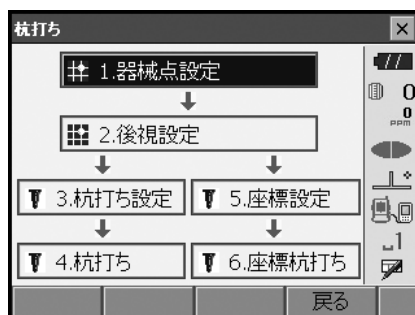 杭打ち
1.器械点設定
2.後視設定
3.杭打ち設定
5.座標設定
4.杭打ち
6.座標杭打ち
0
0
ppm
1
戻る